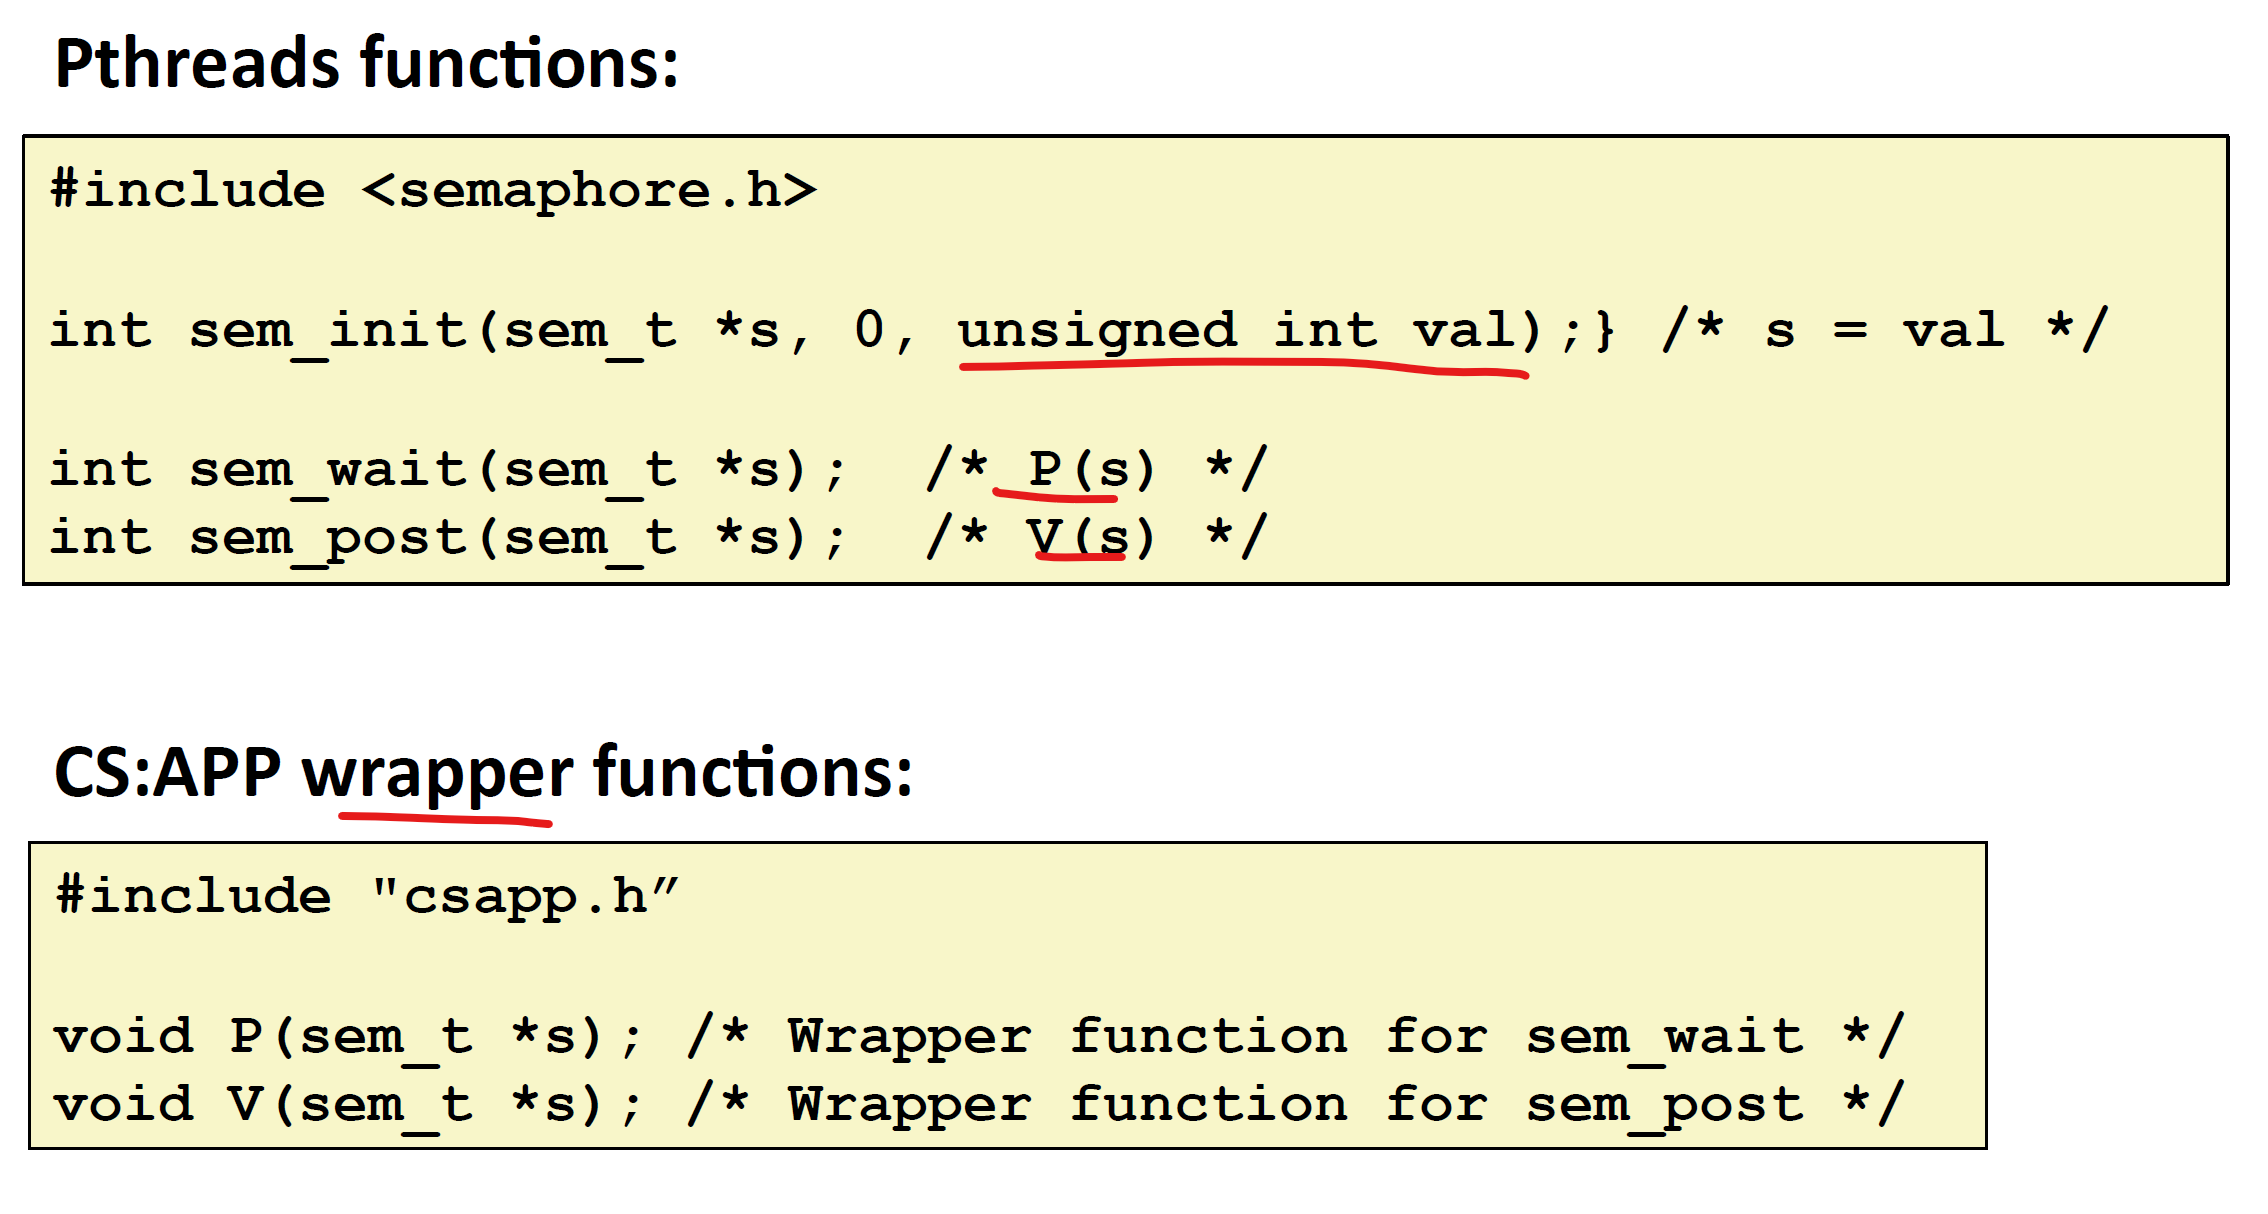 Pthreads functions:
#include <semaphore.h>
int sem_init(sem_t *s, 0, unsigned int val);} /* s = val */
int sem_wait(sem_t *s);  /* P(s) */
int sem_post(sem_t *s);  /* V(s) */
CS:APP wrapper functions:
#include "csapp.h”
void P(sem_t *s); /* Wrapper function for sem_wait */
void V(sem_t *s); /* Wrapper function for sem_post */